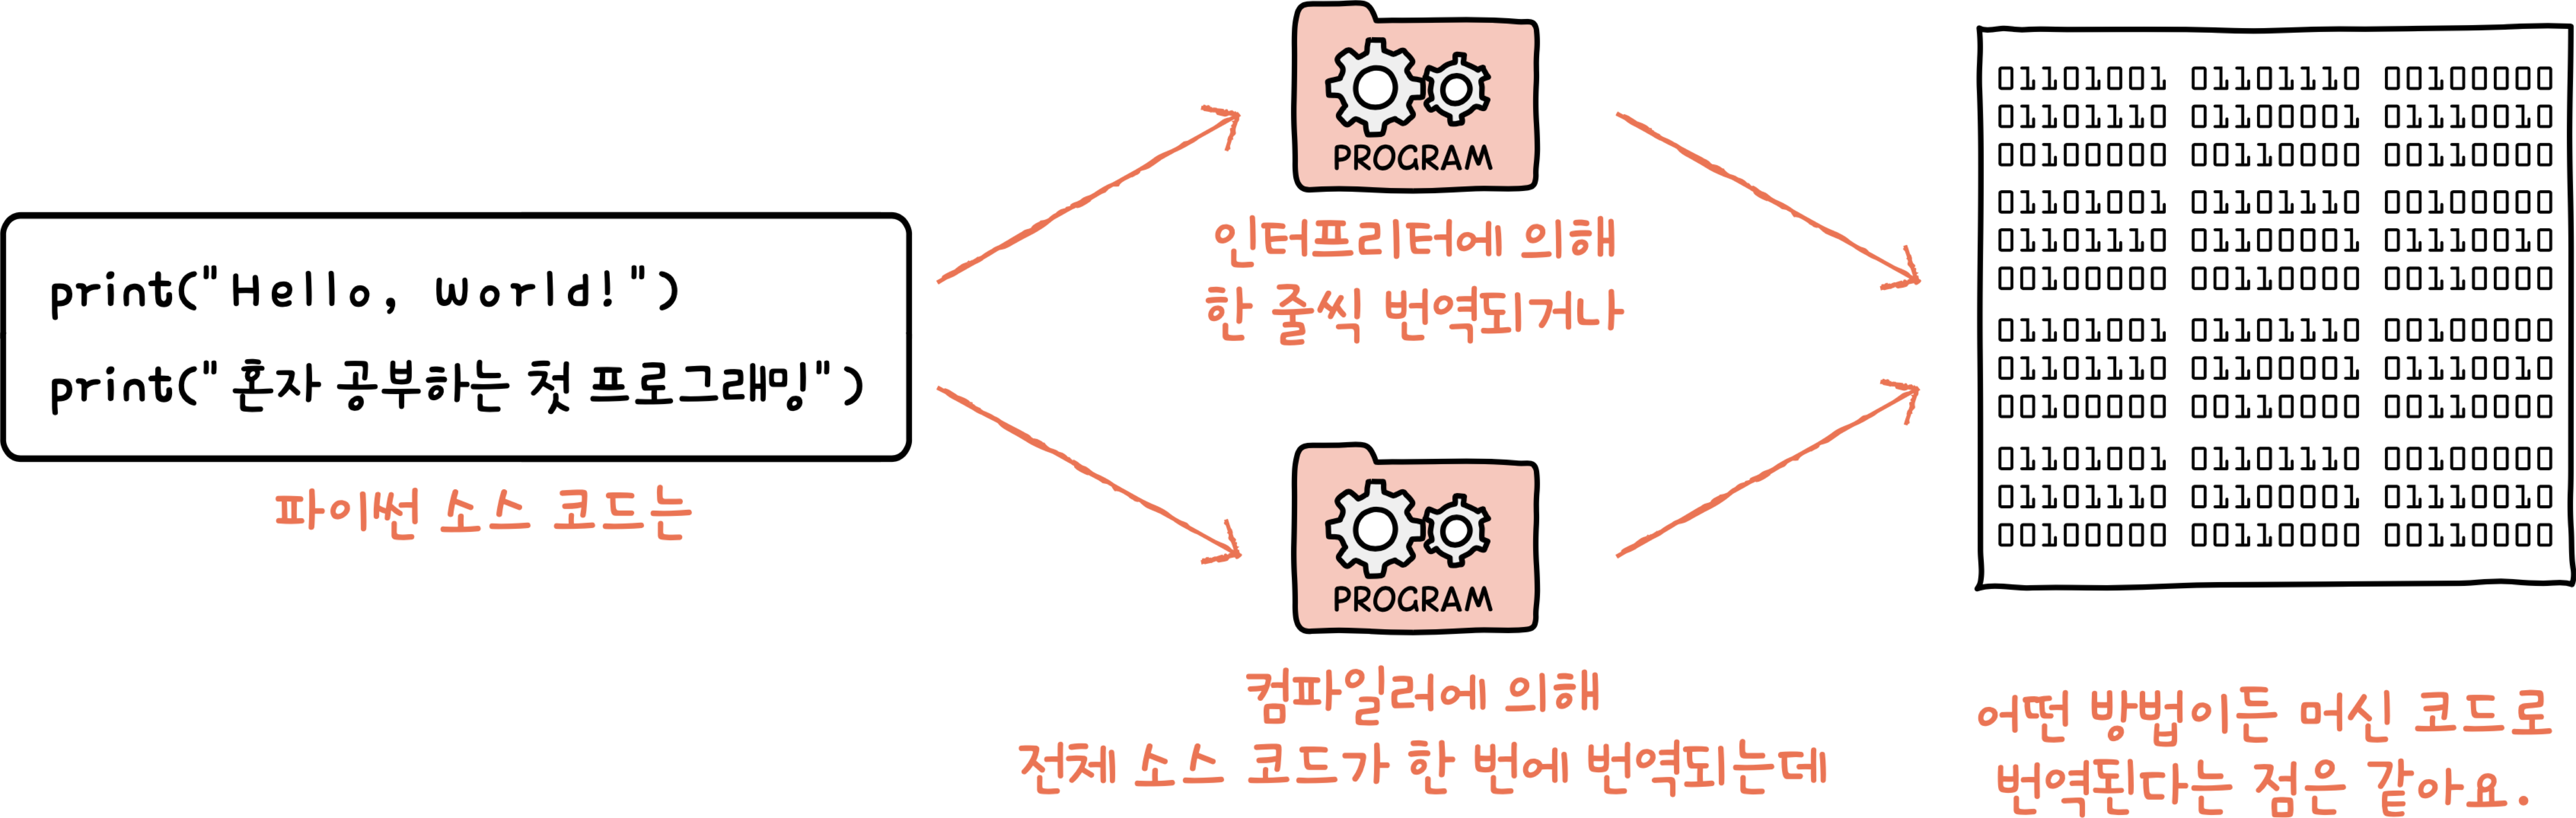 print("Hello, World!")
print("혼자 공부하는 첫 프로그래밍")
파이썬 소스 코드는
PROGRAM
인터프리터에 의해
한 줄씩 번역되거나
PROGRAM
컴파일러에 의해
전체 소스 코드가 한 번에 번역되는데
01101001 01101110 00100000
01101110 01100001 01110010
00100000 00110000 00110000
01101001 01101110 00100000
01101110 01100001 01110010
00100000 00110000 00110000
01101001 01101110 00100000
01101110 01100001 01110010
00100000 00110000 00110000
01101001 01101110 00100000
01101110 01100001 01110010
00100000 00110000 00110000
어떤 방법이든 머신 코드로
번역된다는 점은 같아요.